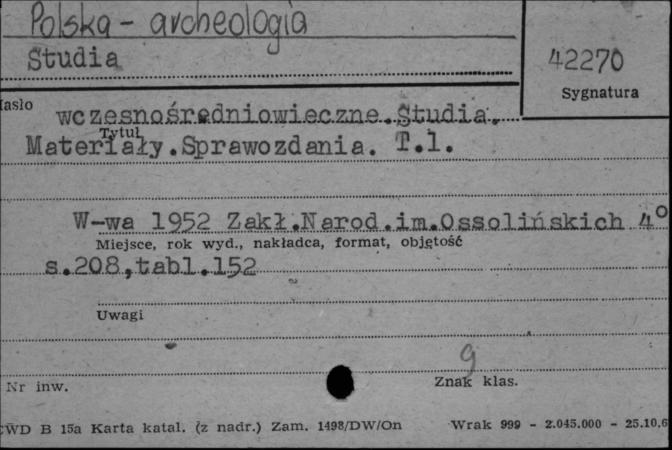 Polska - archeologia
Studia
42270
Sygnatura
Hasło
wczesnośredniowieczne.Studia.
Tytuł
Materiały.Sprawozdania. T.1.
W-wa 1952 Zakł.Narod.im.Ossolińskich 4°
Miejsce, rok wyd., nakładca, format, objętość
s.208,tabl.152
Uwagi
g
Nr inw.
Znak klas.
CWD B 15a Karta katal. (z nadr.) Zam. 1498/DW/On
Wrak 999 - 2.045.000 - 25.10.6